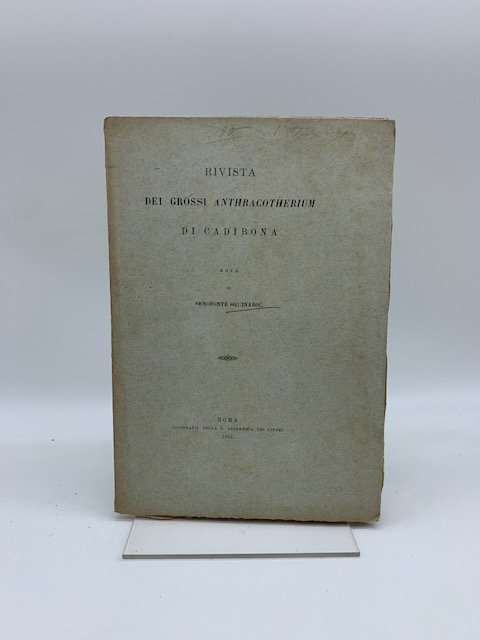 RIVISTA
DEI GROSSI ANTHRACOTHERIUM
DI CADIBONA
NOTA
DI
SENOFONTE SQUINABOL
ROMA
TIPOGRAFIA DELLA R. ACCADEMIA DEI LINCEI